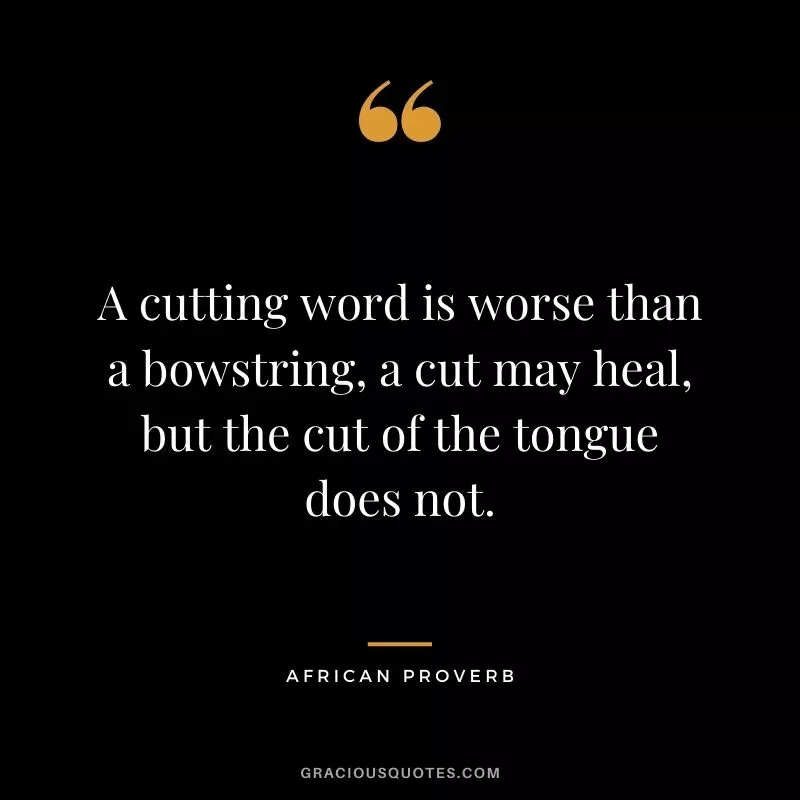 “
A cutting word is worse than
a bowstring, a cut may heal,
but the cut of the tongue
does not.
AFRICAN PROVERB
GRACIOUSQUOTES.COM